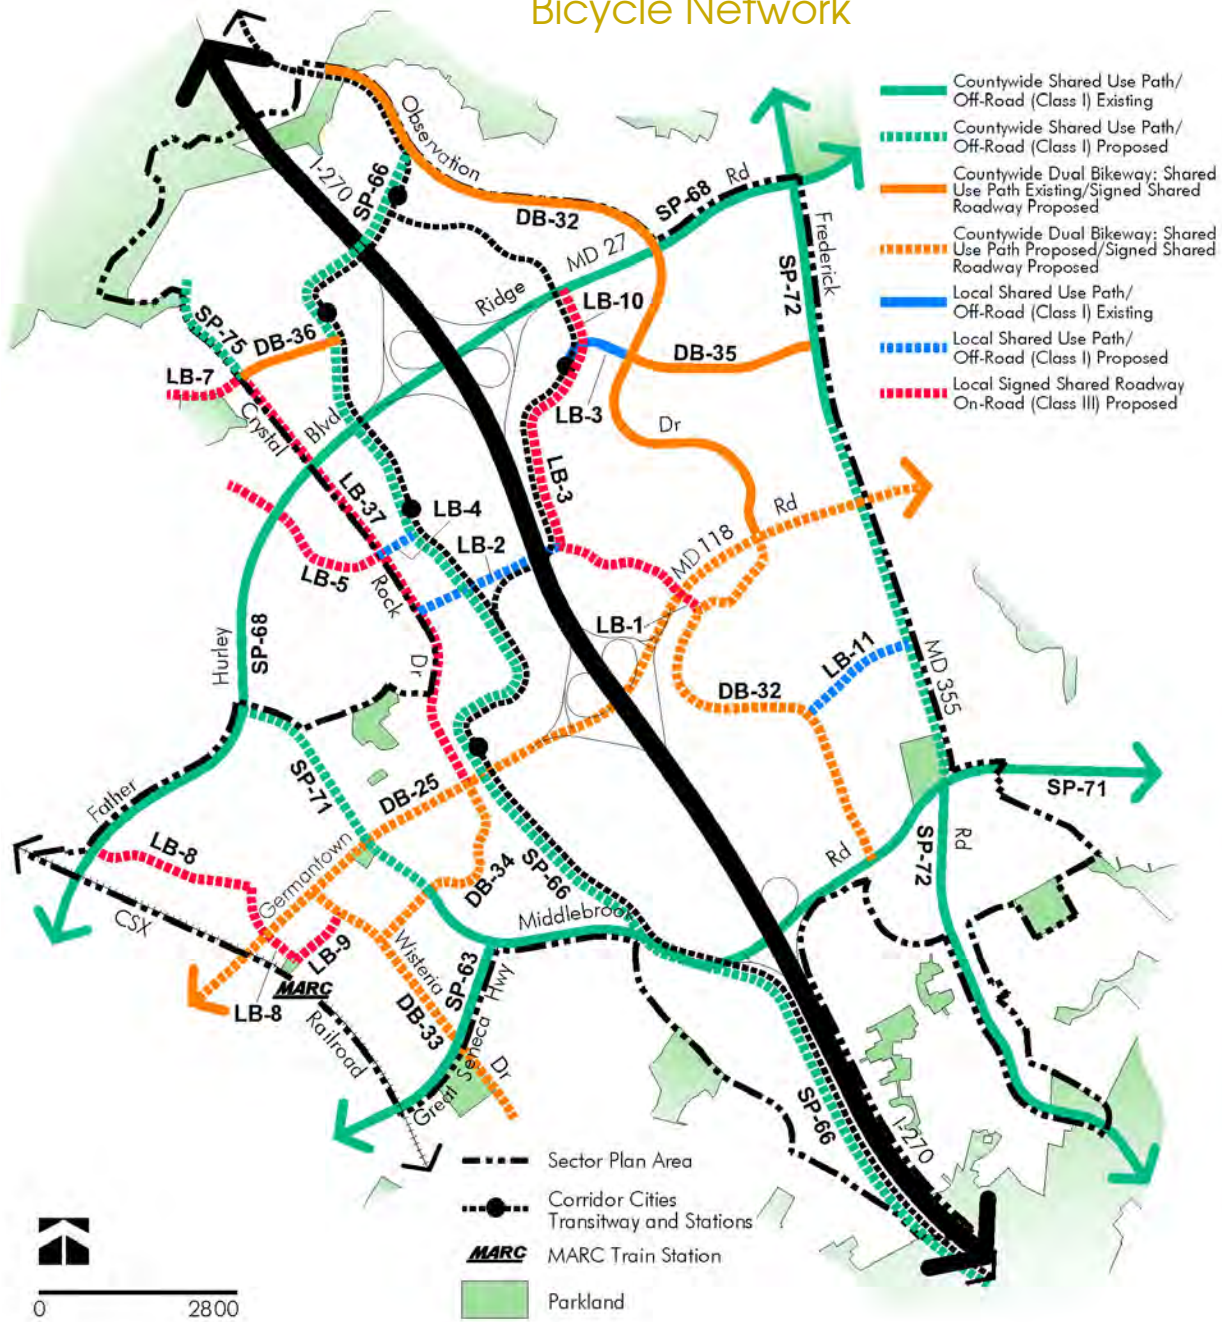 Bicycle Network
Countywide Shared Use Path/
Off-Road (Class I) Existing
Countywide Shared Use Path/
Off-Road (Class I) Proposed
Countywide Dual Bikeway: Shared
Use Path Existing/Signed Shared
Roadway Proposed
Countywide Dual Bikeway: Shared
Use Path Proposed/Signed Shared
Roadway Proposed
Local Shared Use Path/
Off-Road (Class I) Existing
Local Shared Use Path/
Off-Road (Class I) Proposed
Local Signed Shared Roadway
On-Road (Class III) Proposed
Observation
I-270
SP-66
DB-32
SP-68
Rd
MD 27
Ridge
Frederick
SP-72
LB-10
SP-75
DB-36
DB-35
LB-7
LB-3
Crystal
Blvd
Dr
LB-3
LB-37
LB-4
Rd
MD 118
LB-2
LB-5
Rock
LB-1
Hurley
SP-68
Dr
LB-11
MD 355
DB-32
SP-71
DB-25
SP-71
Father
LB-8
Rd
SP-72
Rd
Germantown
DB-34
SP-66
CSX
Middlebrook
LB-9
Wisteria
SP-63
Hwy
MARC
LB-8
DB-33
Railroad
Great Seneca
Dr
SP-66
I-270
Sector Plan Area
Corridor Cities
Transitway and Stations
MARC
MARC Train Station
Parkland
0
2800